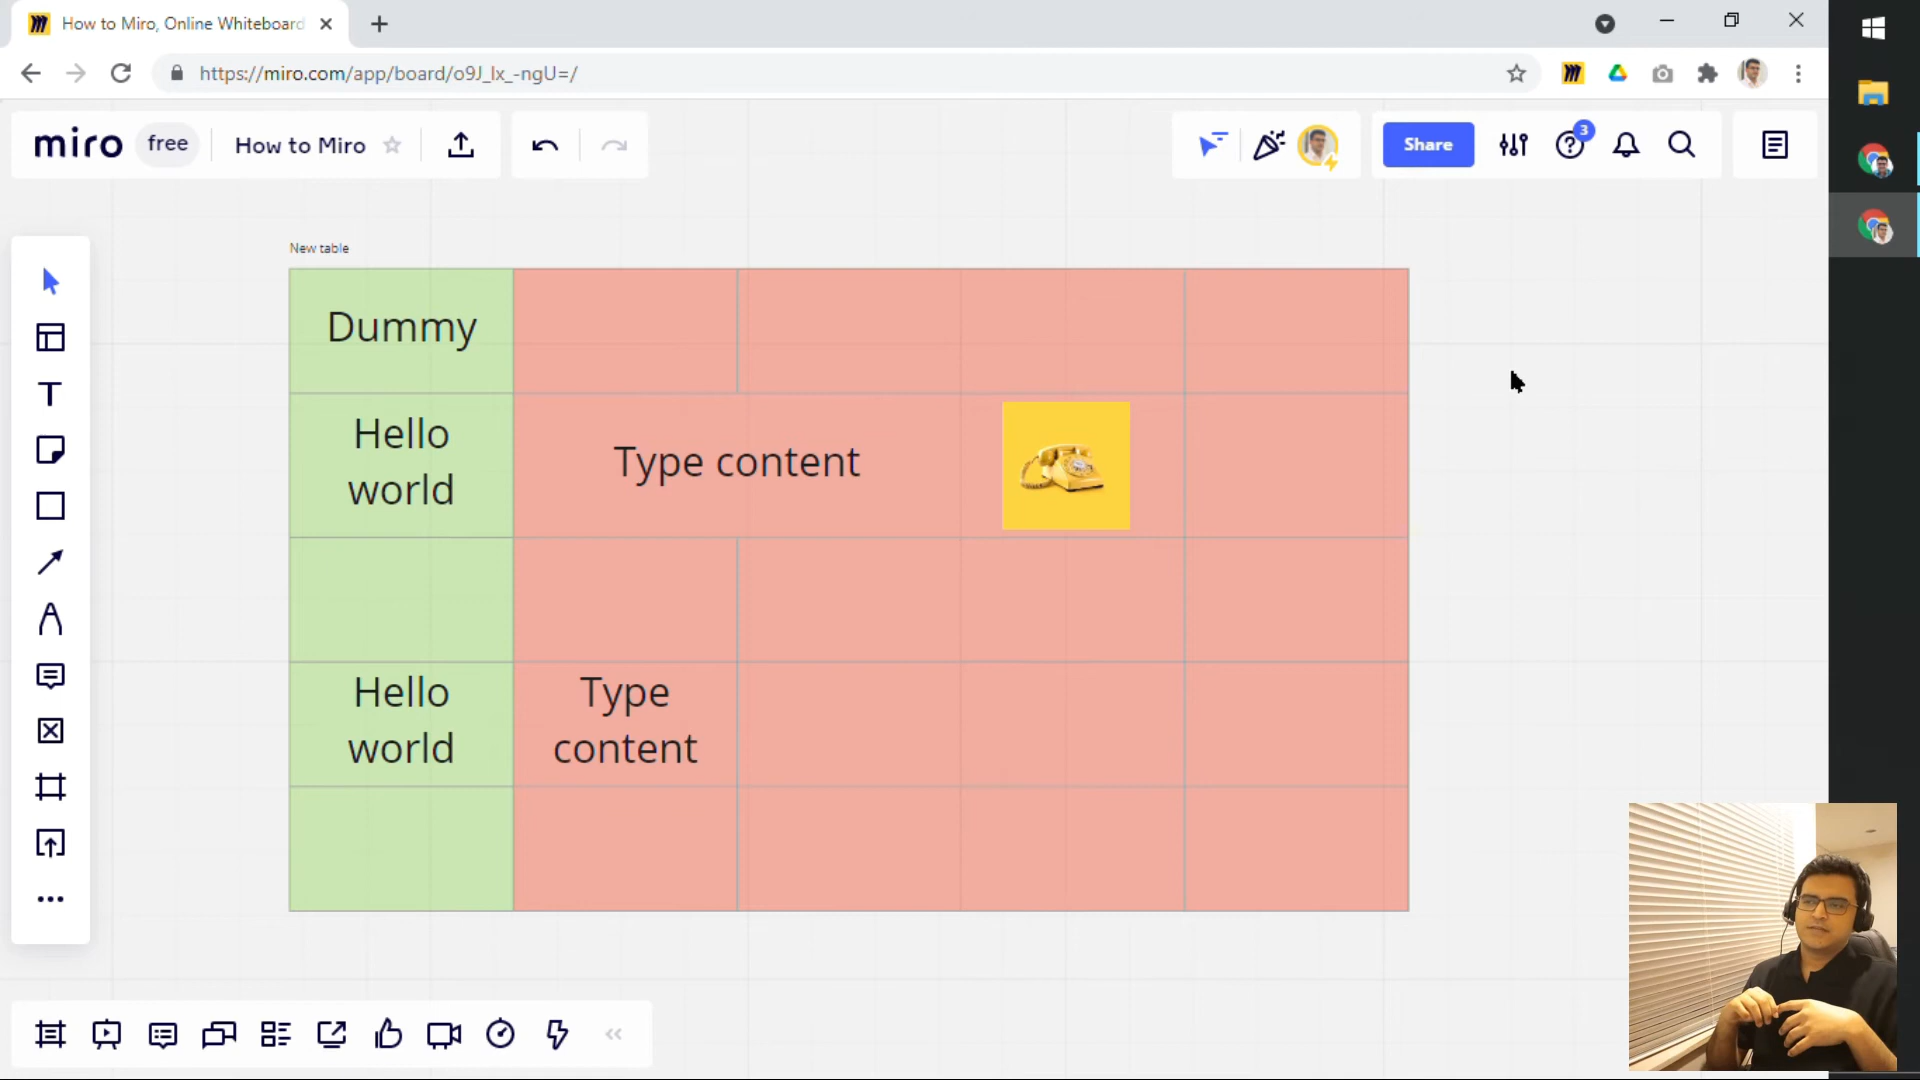 How to Miro, Online Whiteboard
https://miro.com/app/board/o9J_lx_-ngU=/
miro free How to Miro Share 3
New table
Dummy
Hello
world
Type content
Hello
world
Type
content